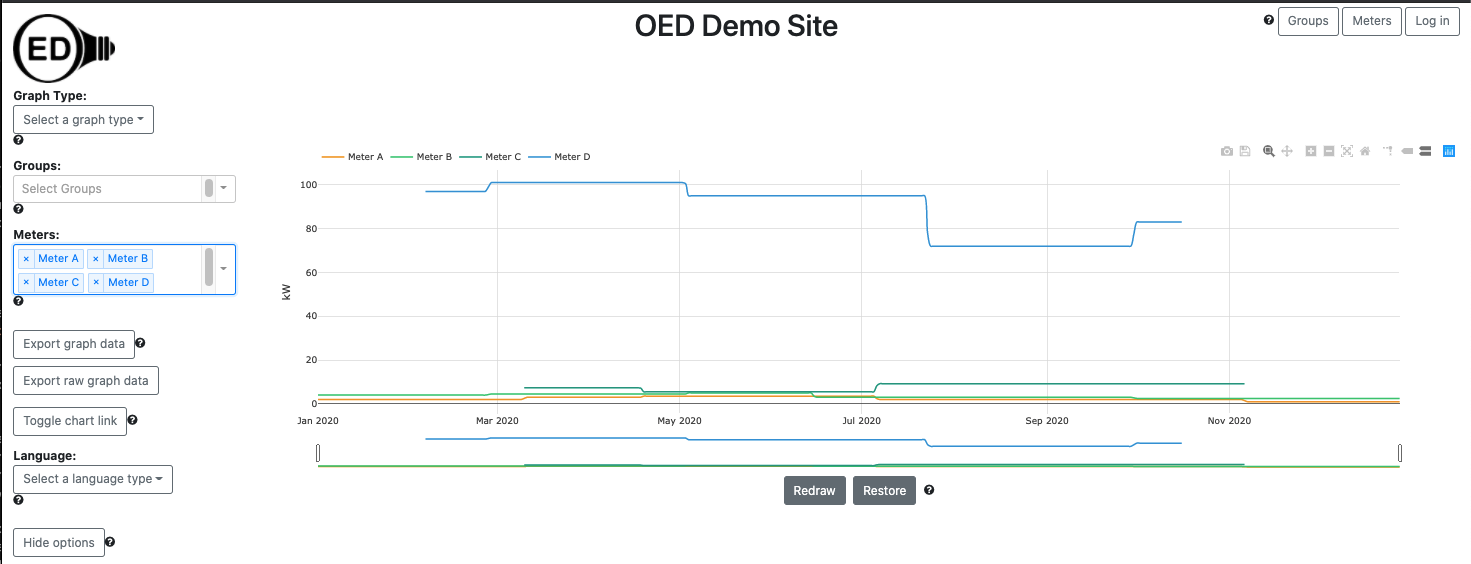 OED Demo Site
? Groups Meters Log in
ED
Graph Type:
Select a graph type
?
Groups:
Select Groups
?
Meters:
× Meter A × Meter B
× Meter C × Meter D
?
Export graph data ?
Export raw graph data
Toggle chart link ?
Language:
Select a language type
?
Hide options ?
Meter A Meter B Meter C Meter D
100
80
60
40
20
0
kW
Jan 2020 Mar 2020 May 2020 Jul 2020 Sep 2020 Nov 2020
Redraw Restore ?